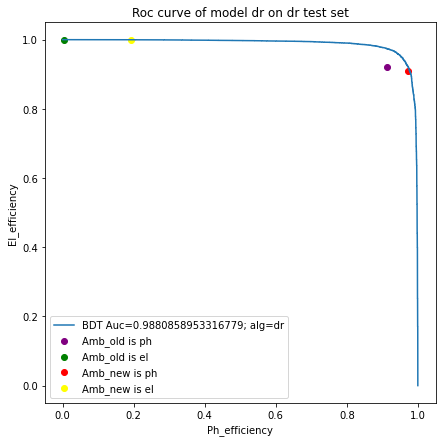 Roc curve of model dr on dr test set
1.0
0.8
0.6
0.4
0.2
0.0
El_efficiency
BDT Auc=0.9880858953316779; alg=dr
Amb_old is ph
Amb_old is el
Amb_new is ph
Amb_new is el
0.0 0.2 0.4 0.6 0.8 1.0
Ph_efficiency